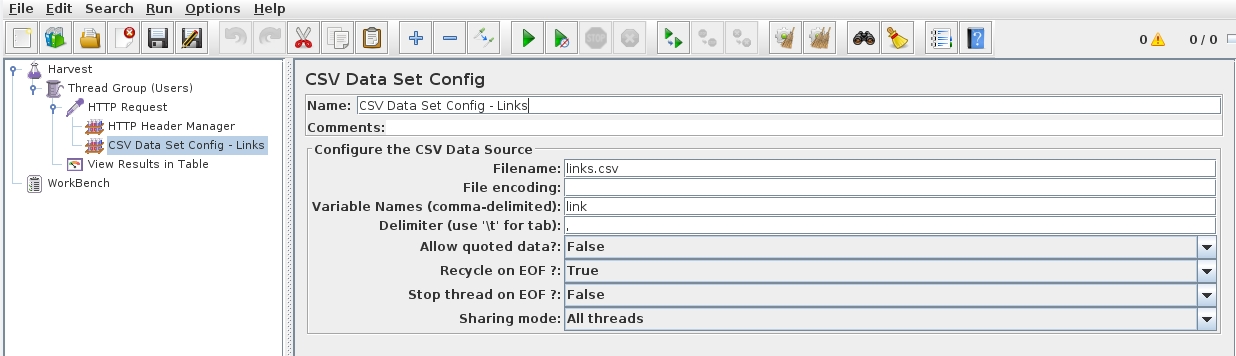 File Edit Search Run Options Help
0 0 / 0
Harvest
Thread Group (Users)
HTTP Request
HTTP Header Manager
CSV Data Set Config - Links
View Results in Table
WorkBench
CSV Data Set Config
Name: CSV Data Set Config - Links
Comments:
Configure the CSV Data Source
Filename: links.csv
File encoding:
Variable Names (comma-delimited): link
Delimiter (use '\t' for tab): ,
Allow quoted data?: False
Recycle on EOF ?: True
Stop thread on EOF ?: False
Sharing mode: All threads